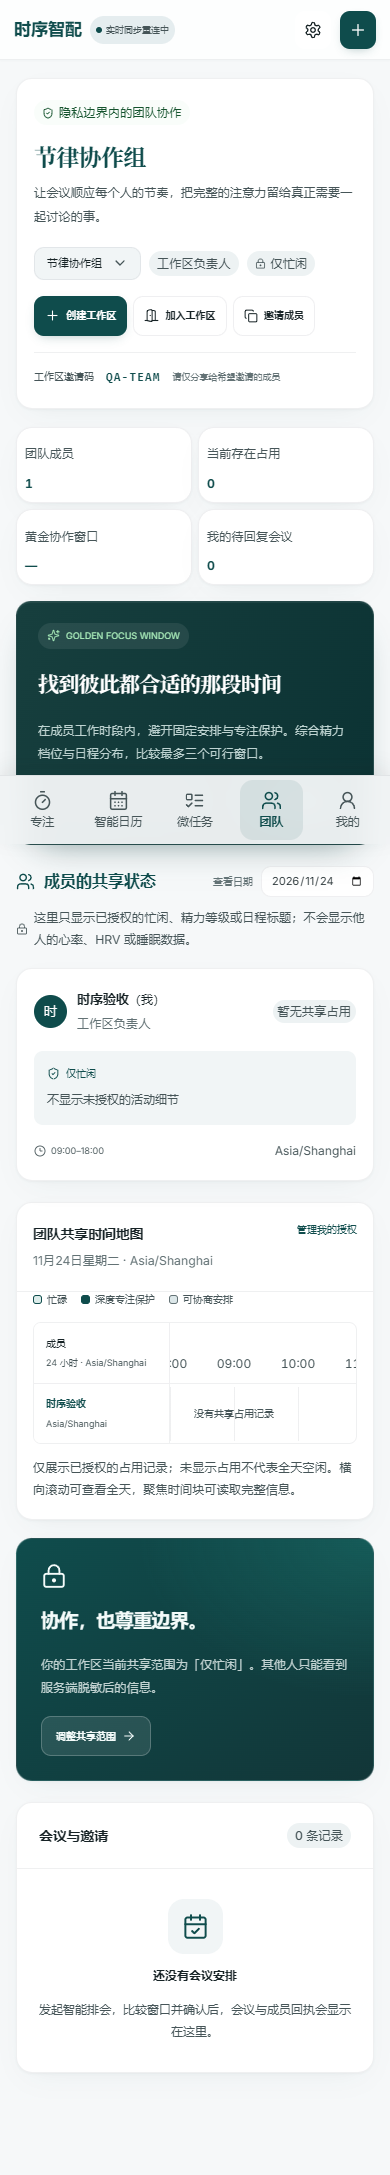 时序智配
实时同步重连中
隐私边界内的团队协作
节律协作组
让会议顺应每个人的节奏，把完整的注意力留给真正需要一
起讨论的事。
节律协作组
工作区负责人
仅忙闲
创建工作区
加入工作区
邀请成员
工作区邀请码 QA-TEAM 请仅分享给希望邀请的成员
团队成员
1
当前存在占用
0
黄金协作窗口
—
我的待回复会议
0
GOLDEN FOCUS WINDOW
找到彼此都合适的那段时间
在成员工作时段内，避开固定安排与专注保护。综合精力
档位与日程分布，比较最多三个可行窗口。
专注
智能日历
微任务
团队
我的
成员的共享状态
查看日期 2026/11/24
这里只显示已授权的忙闲、精力等级或日程标题；不会显示他
人的心率、HRV 或睡眠数据。
时
时序验收（我）
工作区负责人
暂无共享占用
仅忙闲
不显示未授权的活动细节
09:00–18:00
Asia/Shanghai
团队共享时间地图
管理我的授权
11月24日星期二 · Asia/Shanghai
忙碌 深度专注保护 可协商安排
成员
24 小时 · Asia/Shanghai
:00 09:00 10:00 11
时序验收
Asia/Shanghai
没有共享占用记录
仅展示已授权的占用记录；未显示占用不代表全天空闲。横
向滚动可查看全天，聚焦时间块可读取完整信息。
协作，也尊重边界。
你的工作区当前共享范围为「仅忙闲」。其他人只能看到
服务端脱敏后的信息。
调整共享范围
会议与邀请
0 条记录
还没有会议安排
发起智能排会，比较窗口并确认后，会议与成员回执会显示
在这里。